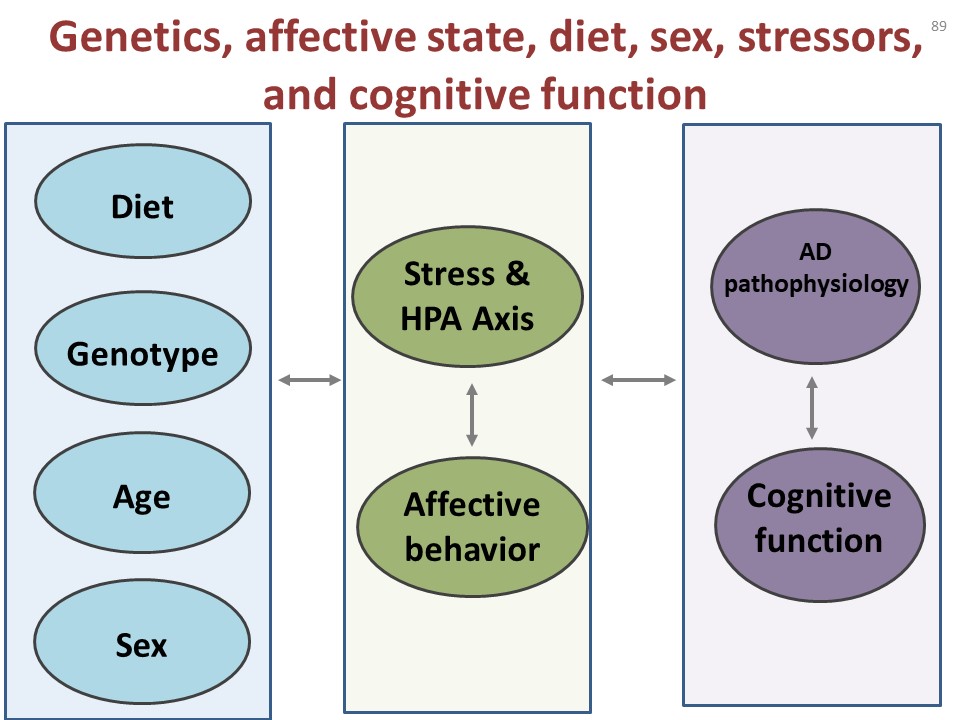 Genetics, affective state, diet, sex, stressors,
and cognitive function
89
Diet
Genotype
Age
Sex
Stress &
HPA Axis
Affective
behavior
AD
pathophysiology
Cognitive
function